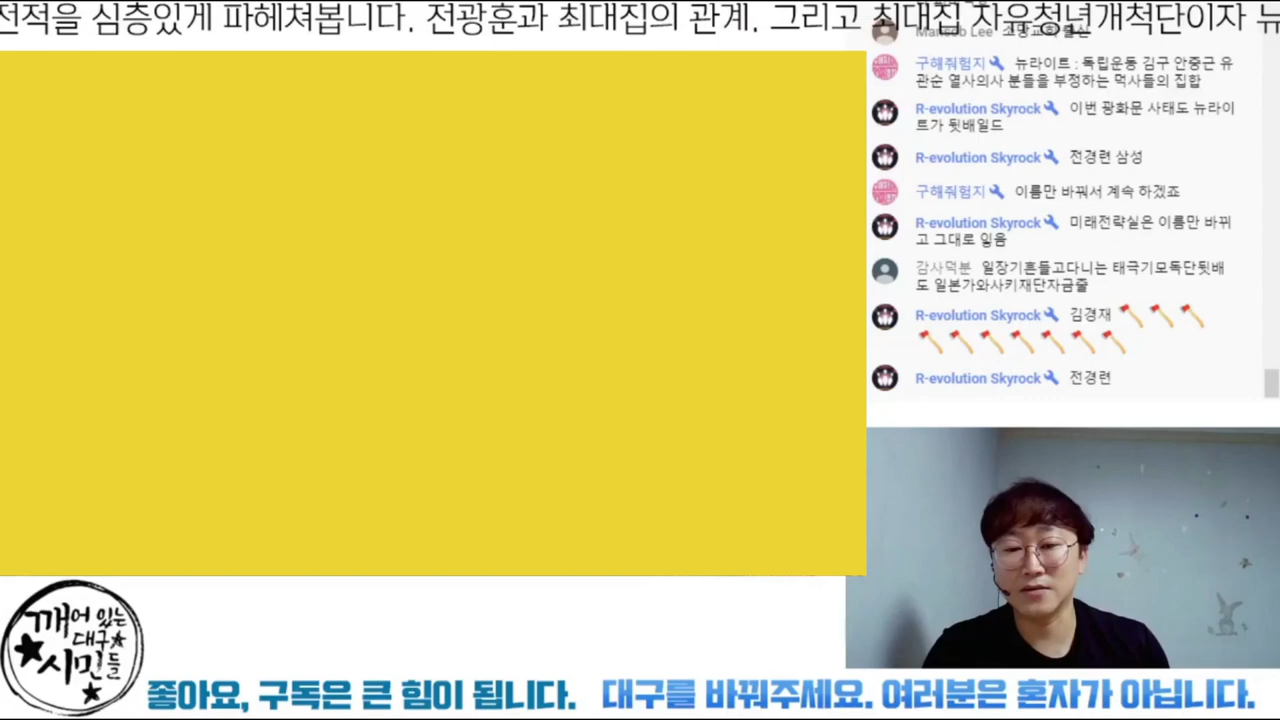 전적을 심층있게 파헤쳐봅니다. 전광훈과 최대집의 관계. 그리고 최대집 자유청년개척단이자 뉴
구해줘험지 뉴라이트 : 독립운동 김구 안중근 유
관순 열사의사 분들을 부정하는 먹사들의 집합
R-evolution Skyrock 이번 광화문 사태도 뉴라이
트가 뒷배일드
R-evolution Skyrock 전경련 삼성
구해줘험지 이름만 바꿔서 계속 하겠죠
R-evolution Skyrock 미래전략실은 이름만 바뀌
고 그대로 잏음
감사덕분 일장기흔들고다니는 태극기모독단뒷배
도 일본가와사키재단자금줄
R-evolution Skyrock 김경재
R-evolution Skyrock 전경련
깨어 있는
대구
시민들
좋아요, 구독은 큰 힘이 됩니다. 대구를 바꿔주세요. 여러분은 혼자가 아닙니다.